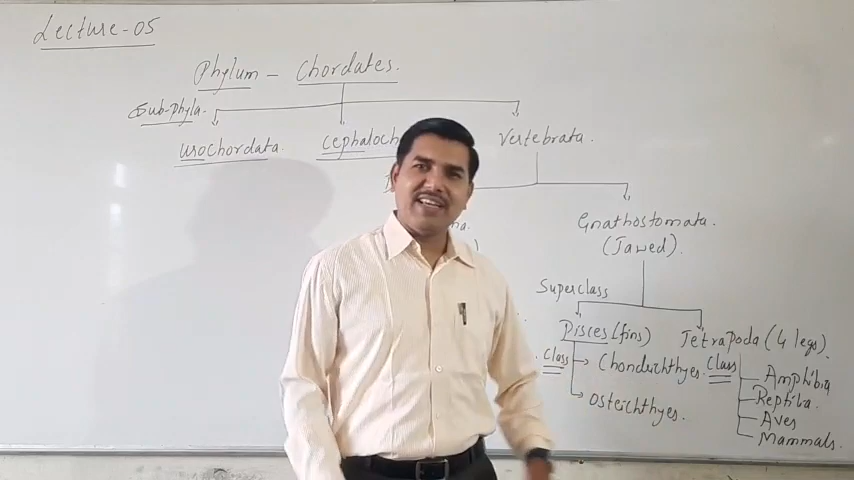 Lecture-05
Phylum - Chordates.
Sub-phyla.
Urochordata.
Cephaloch
Vertebrata.
Gnathostomata.
(Jawed).
Superclass
Pisces (fins)
Tetrapoda (4 legs).
Class
Chondrichthyes.
Class
Amphibia
Reptilia.
Osteichthyes.
Aves
Mammals.